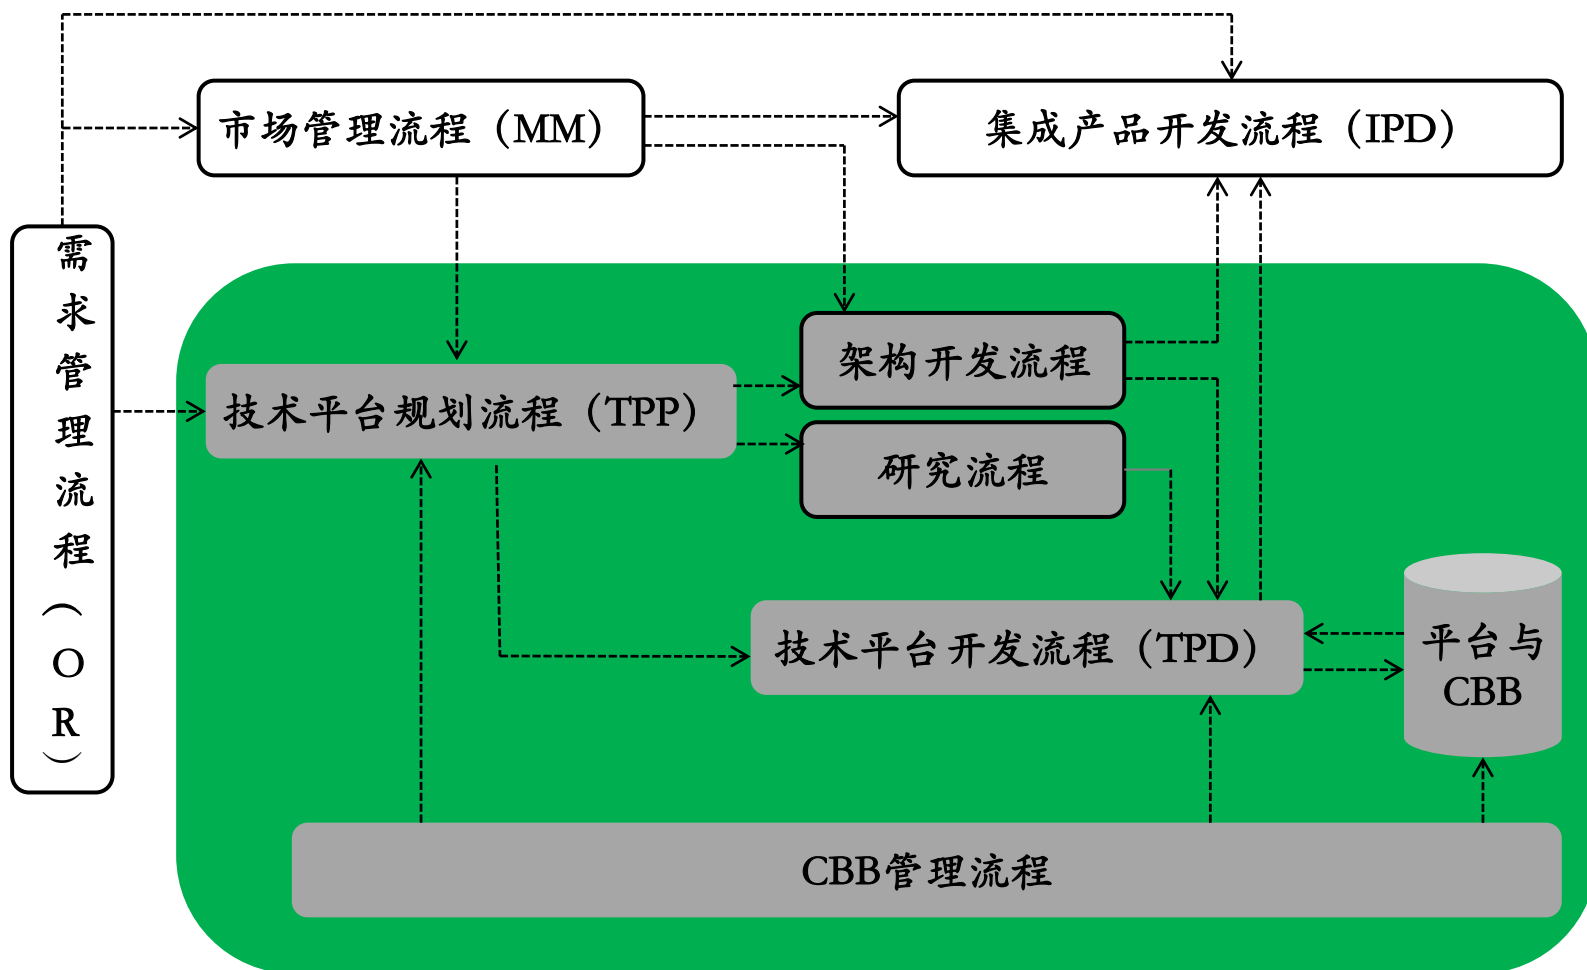 市场管理流程（MM）
集成产品开发流程（IPD）
需求管理流程（OR）
架构开发流程
技术平台规划流程（TPP）
研究流程
技术平台开发流程（TPD）
平台与
CBB
CBB管理流程